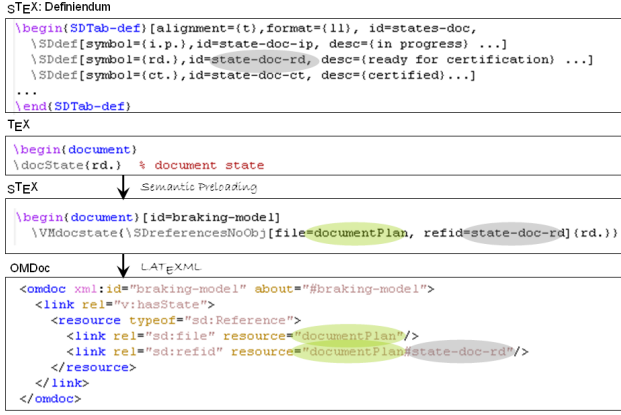 STEX: Definiendum
\begin{SDTab-def}[alignment={t},format={ll}, id=states-doc,
\SDdef[symbol={i.p.},id=state-doc-ip, desc={in progress} ...]
\SDdef[symbol={rd.},id=state-doc-rd, desc={ready for certification} ...]
\SDdef[symbol={ct.},id=state-doc-ct, desc={certified}...]
...
\end{SDTab-def}
TEX
\begin{document}
\docState{rd.} % document state
Semantic Preloading
STEX
\begin{document}[id=braking-model]
\VMdocstate{\SDreferencesNoObj[file=documentPlan, refid=state-doc-rd]{rd.}}
LATEXML
OMDoc
<omdoc xml:id="braking-model" about="#braking-model">
<link rel="v:hasState">
<resource typeof="sd:Reference">
<link rel="sd:file" resource="documentPlan"/>
<link rel="sd:refid" resource="documentPlan#state-doc-rd"/>
</resource>
</link>
</omdoc>